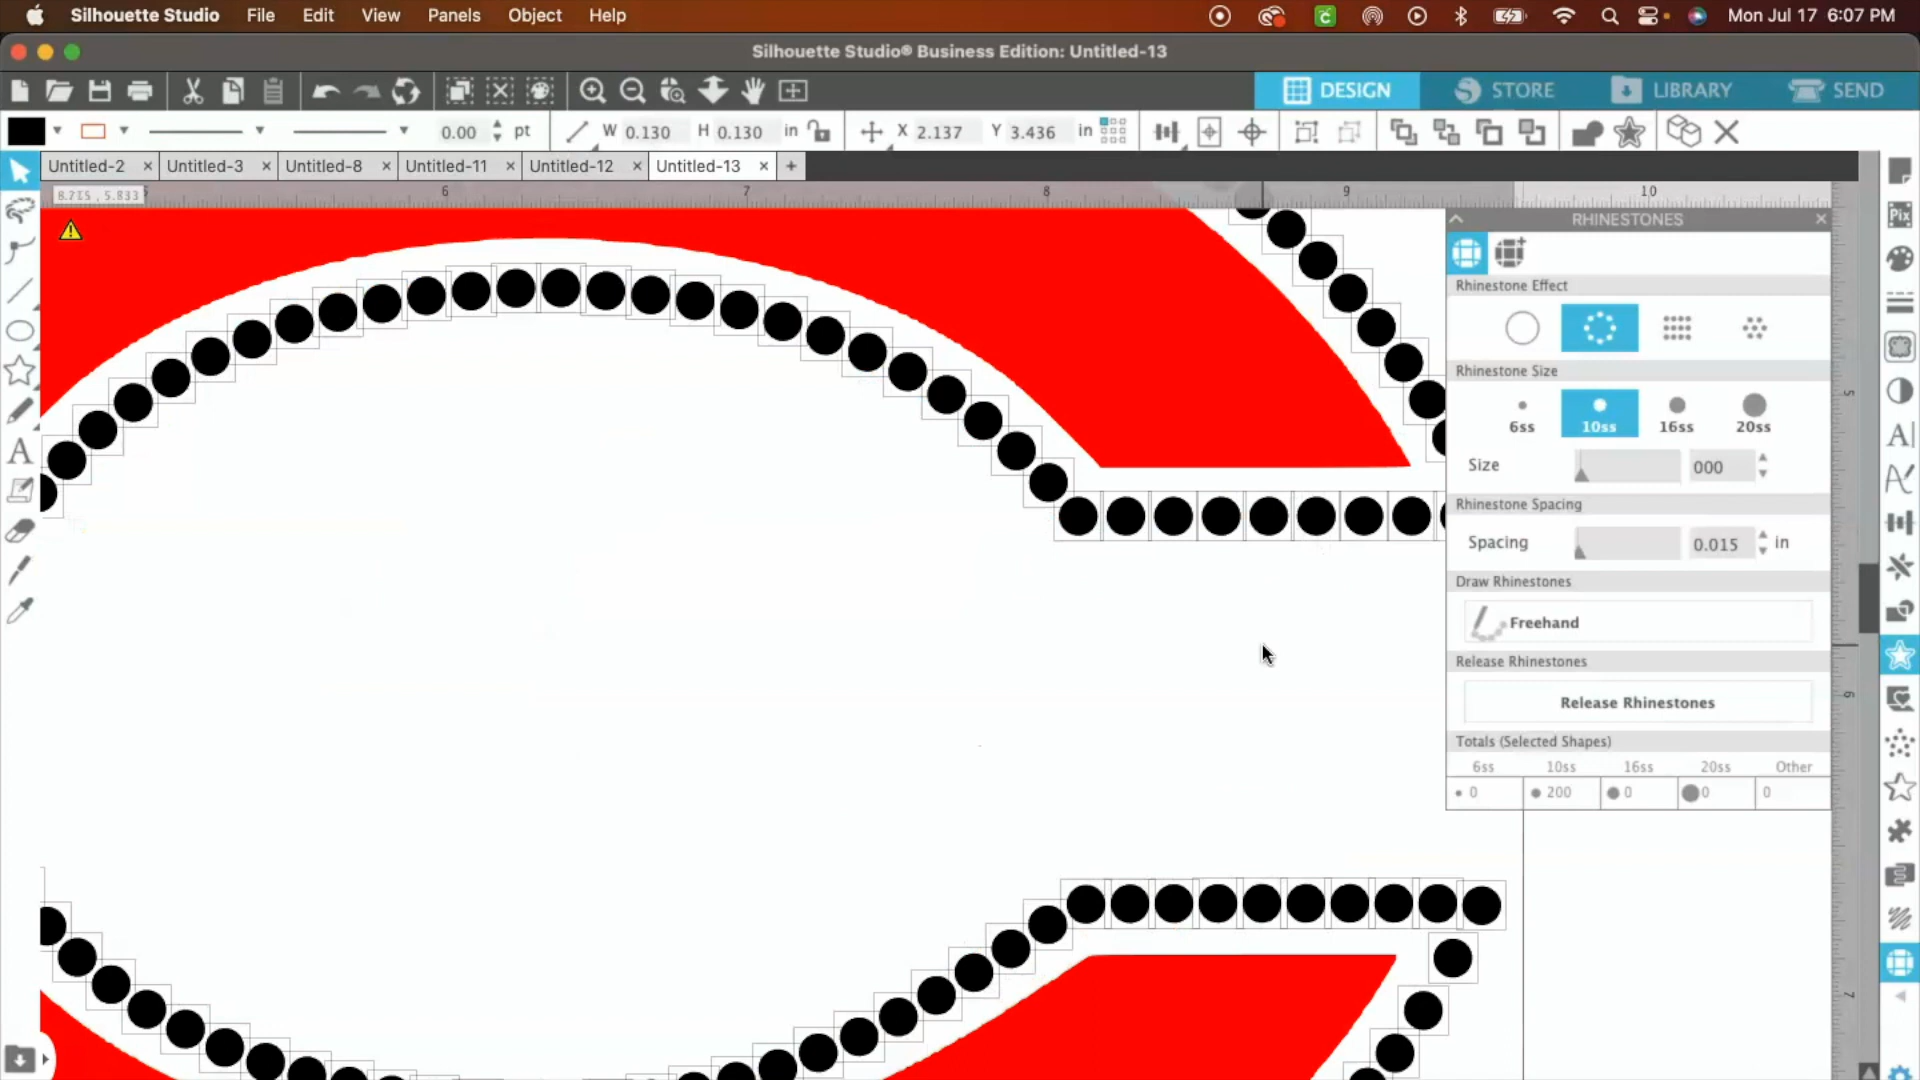 Silhouette Studio File Edit View Panels Object Help Mon Jul 17 6:07 PM
Silhouette Studio® Business Edition: Untitled-13
DESIGN STORE LIBRARY SEND
0.00 pt W 0.130 H 0.130 in X 2.137 Y 3.436 in
Untitled-2 Untitled-3 Untitled-8 Untitled-11 Untitled-12 Untitled-13
6 7 8 9 10
RHINESTONES
Pix
Rhinestone Effect
Rhinestone Size
5
6ss 10ss 16ss 20ss
Size 000
Rhinestone Spacing
Spacing 0.015 in
Draw Rhinestones
Freehand
Release Rhinestones
6
Release Rhinestones
Totals (Selected Shapes)
6ss 10ss 16ss 20ss Other
0 200 0 0 0
7